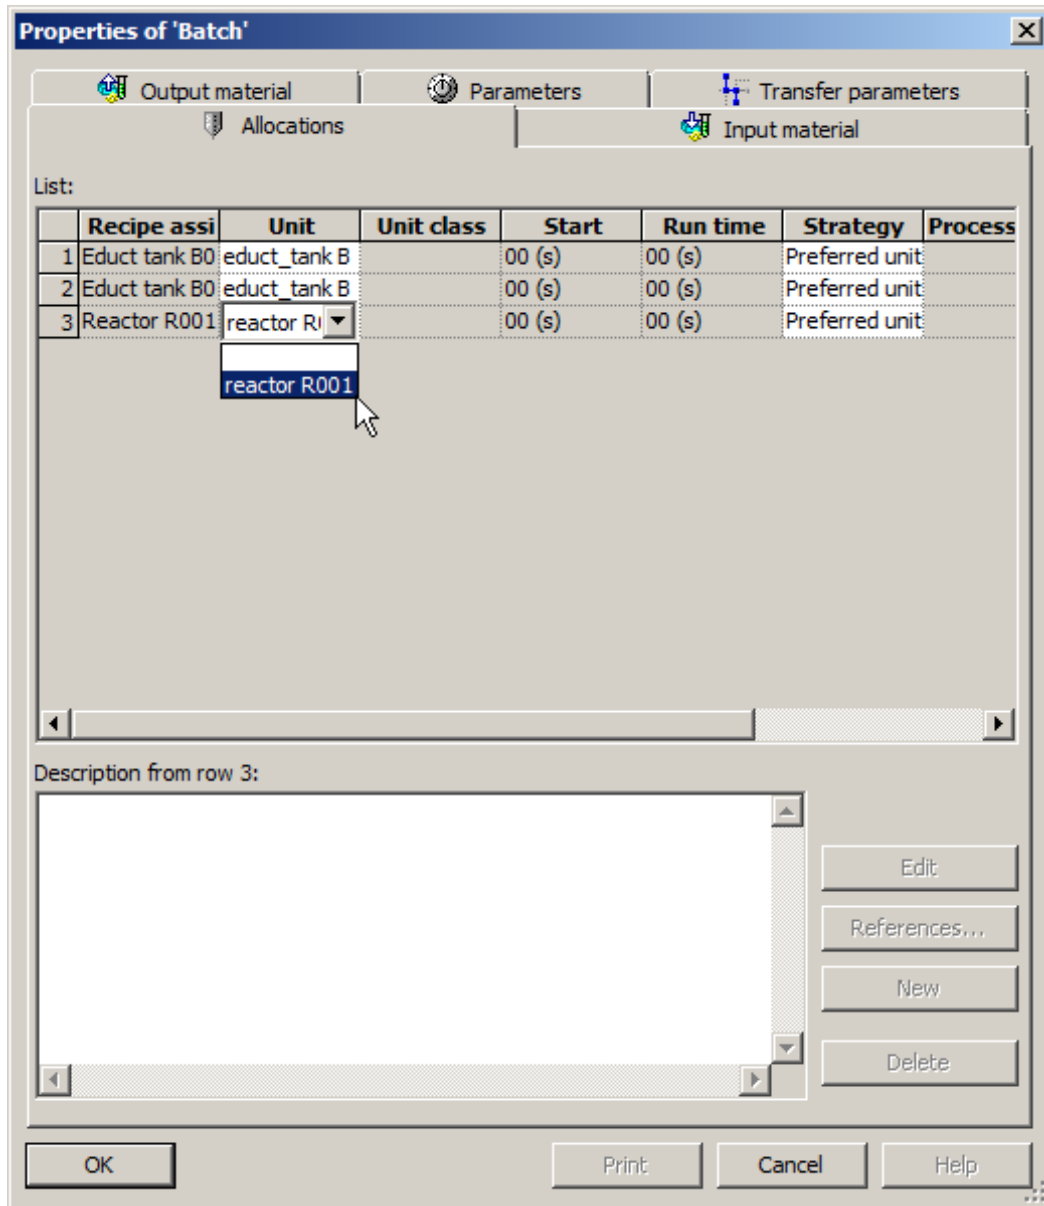 Properties of 'Batch'
Output material Parameters Transfer parameters
Allocations Input material
List:
Recipe assi Unit Unit class Start Run time Strategy Process
1 Educt tank B0 educt_tank B 00 (s) 00 (s) Preferred unit
2 Educt tank B0 educt_tank B 00 (s) 00 (s) Preferred unit
3 Reactor R001 reactor R( 00 (s) 00 (s) Preferred unit
reactor R001
Description from row 3:
Edit
References...
New
Delete
OK Print Cancel Help